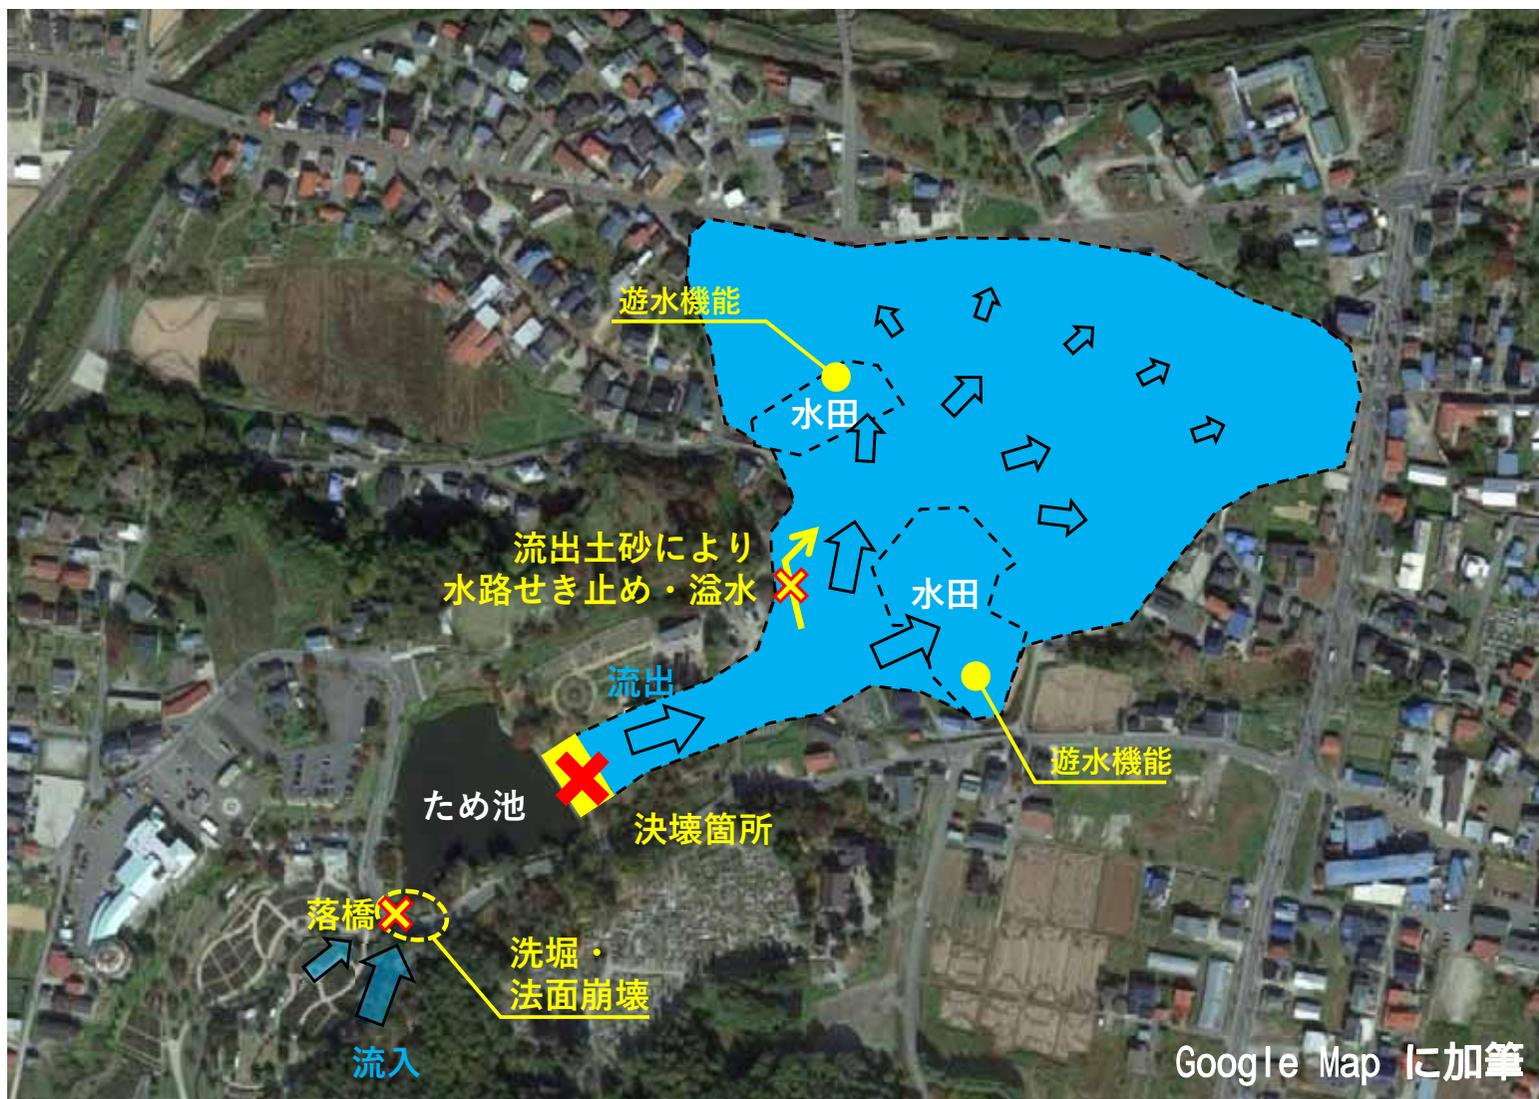 遊水機能
水田
流出土砂により
水路せき止め・溢水
水田
流出
遊水機能
ため池
決壊箇所
落橋
洗堀・
法面崩壊
流入
Google Map に加筆